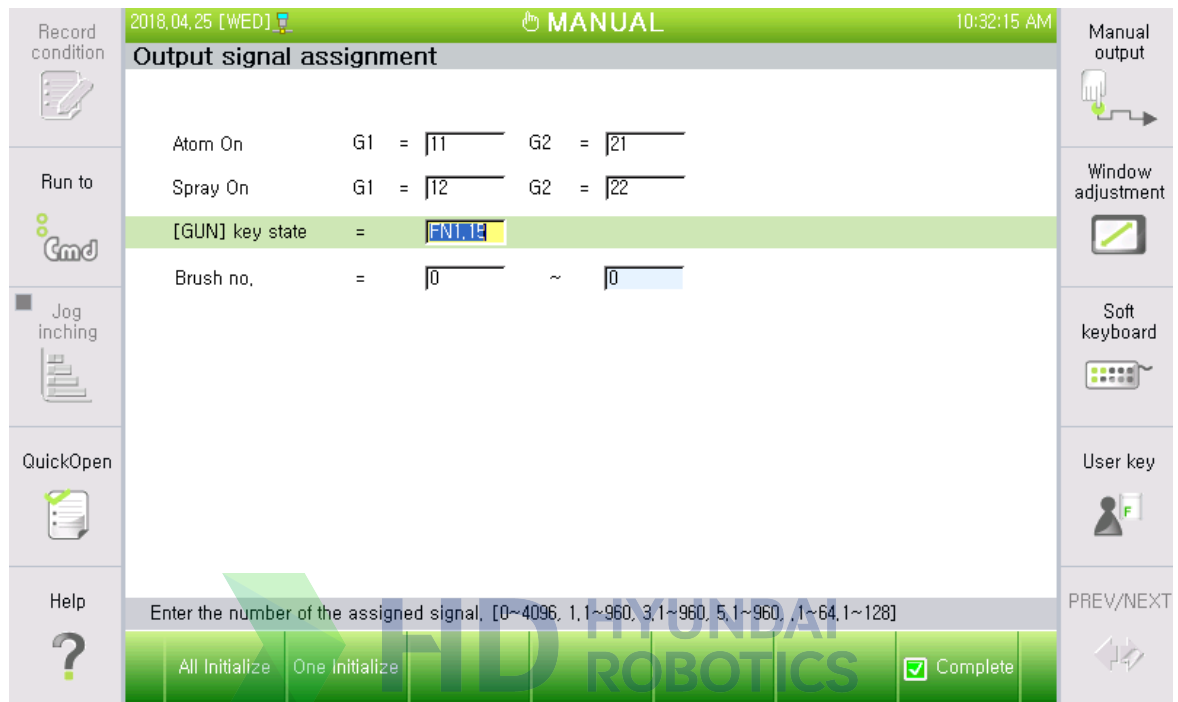 Record
condition
Run to
Cmd
Jog
inching
QuickOpen
Help
?
2018,04,25 [WED] MANUAL 10:32:15 AM
Output signal assignment
Atom On G1 = 11 G2 = 21
Spray On G1 = 12 G2 = 22
[GUN] key state = FN1,15
Brush no, = 0 ~ 0
Enter the number of the assigned signal, [0~4096, 1,1~960, 3,1~960, 5,1~960, ,1~64,1~128]
All Initialize One Initialize Complete
HD HYUNDAI
ROBOTICS
Manual
output
Window
adjustment
Soft
keyboard
User key
F
PREV/NEXT